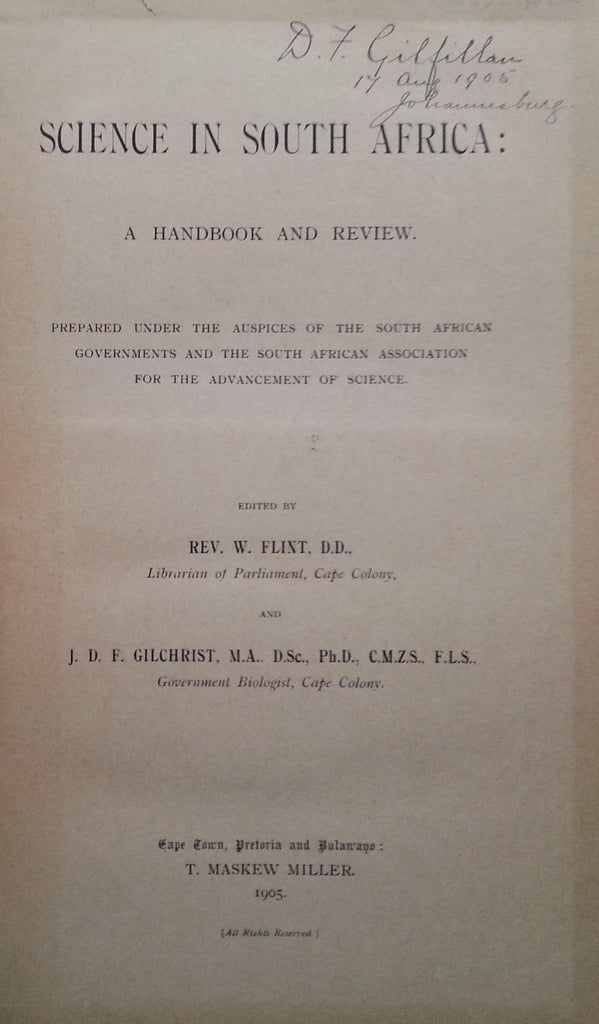 D. F. Gilfillan
17 Aug 1905
Johannesburg
SCIENCE IN SOUTH AFRICA:
A HANDBOOK AND REVIEW.
PREPARED UNDER THE AUSPICES OF THE SOUTH AFRICAN
GOVERNMENTS AND THE SOUTH AFRICAN ASSOCIATION
FOR THE ADVANCEMENT OF SCIENCE.
EDITED BY
REV. W. FLINT, D.D.,
Librarian of Parliament, Cape Colony,
AND
J. D. F. GILCHRIST, M.A., D.Sc., Ph.D., C.M.Z.S., F.L.S.,
Government Biologist, Cape Colony.
Cape Town, Pretoria and Bulawayo:
T. MASKEW MILLER.
1905.
[All Rights Reserved]